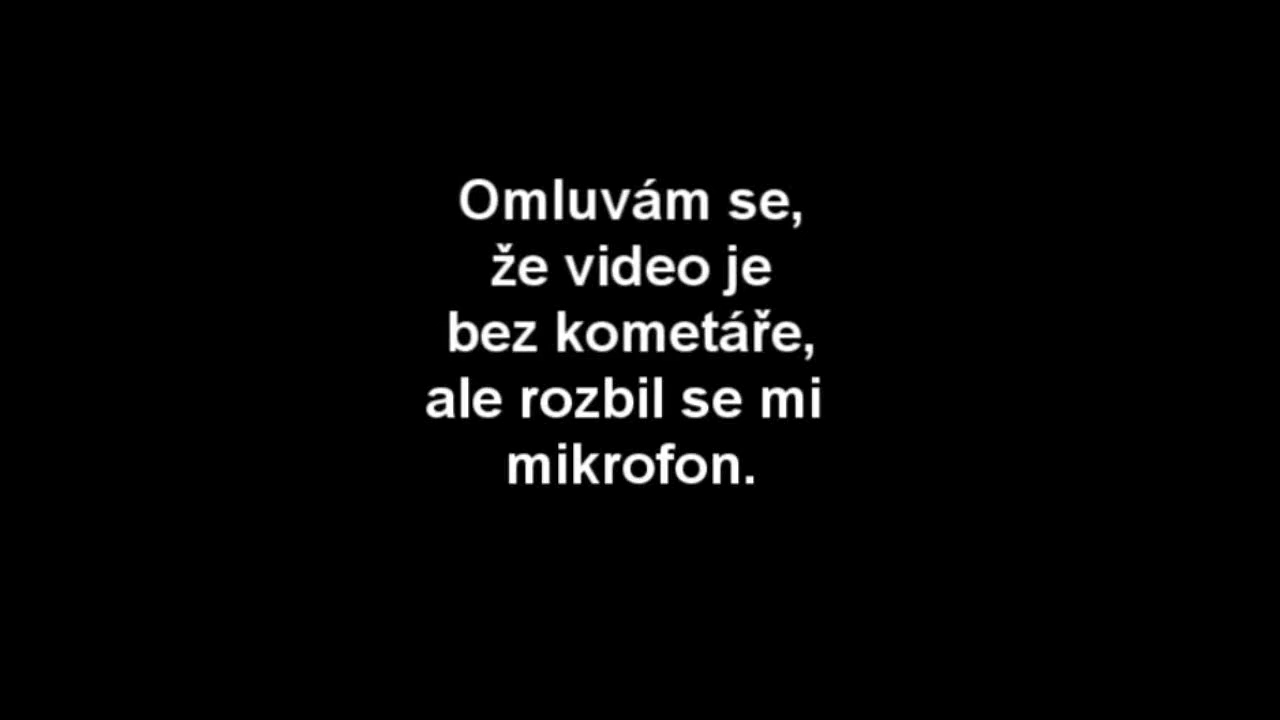 Omluvám se,
že video je
bez kometáře,
ale rozbil se mi
mikrofon.